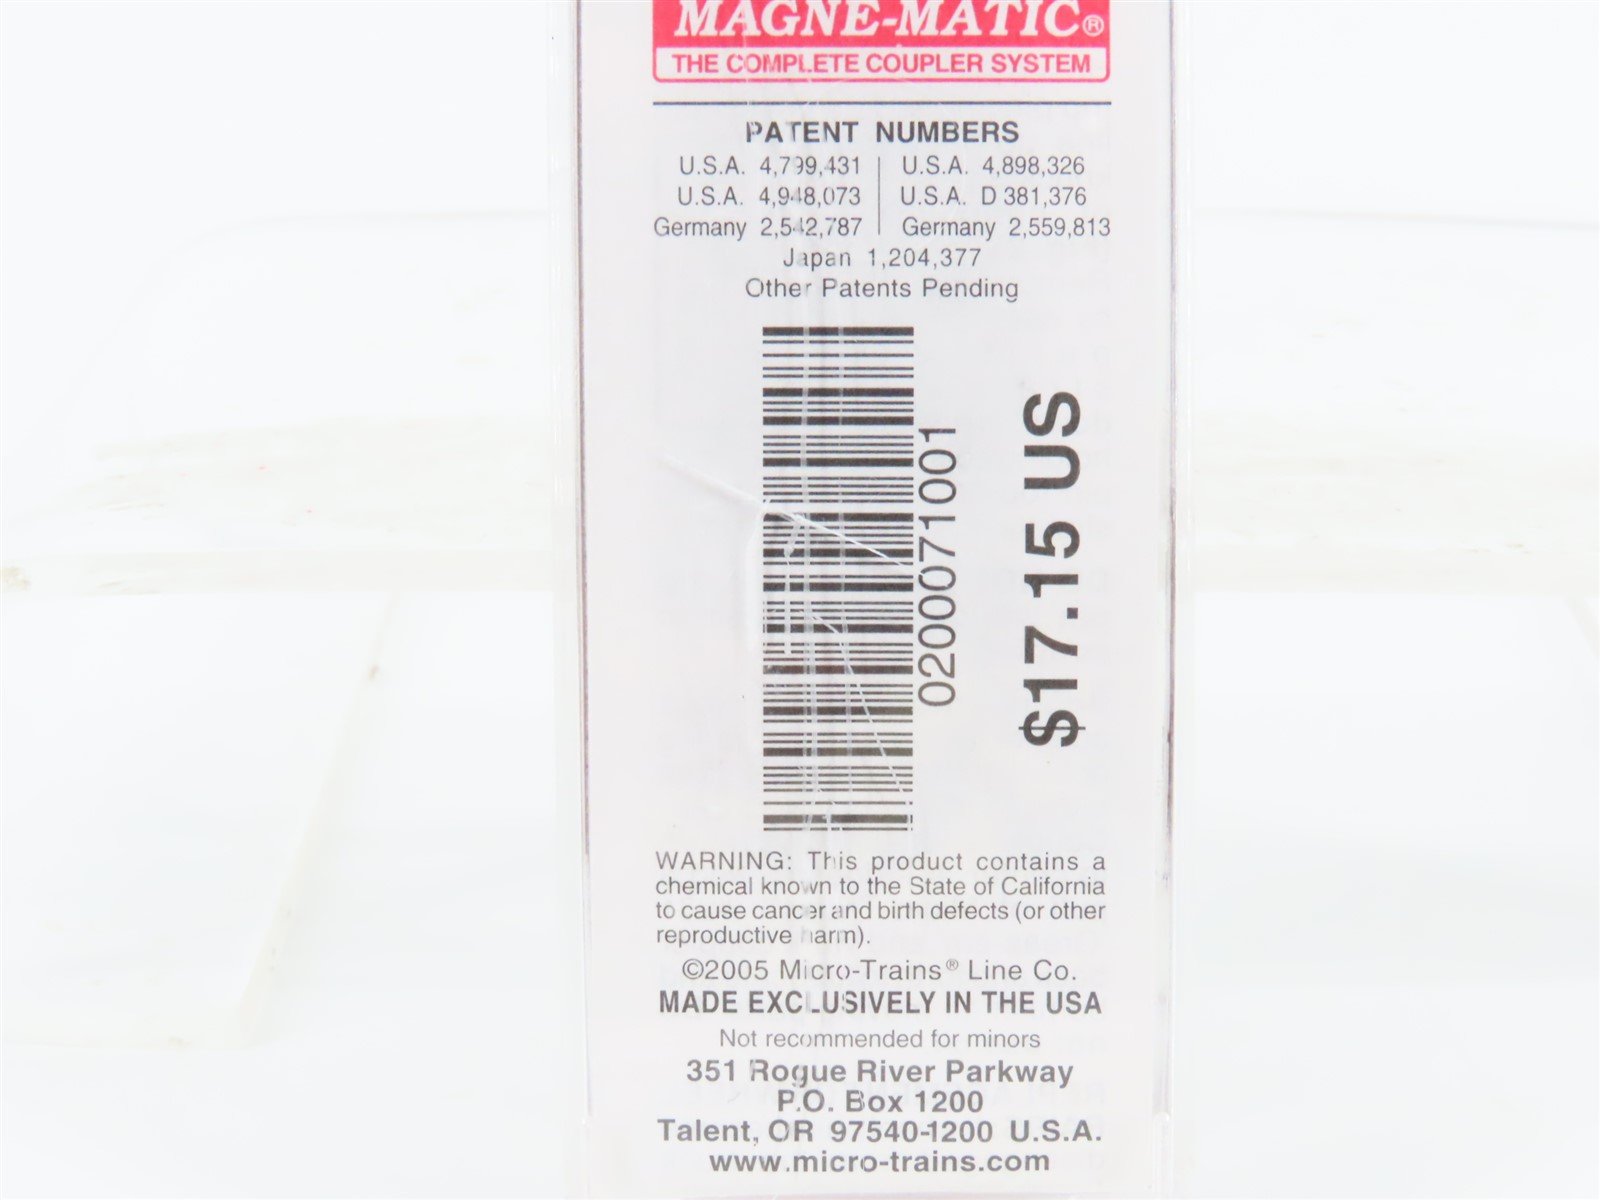 MAGNE-MATIC®
THE COMPLETE COUPLER SYSTEM
PATENT NUMBERS
U.S.A. 4,799,431 | U.S.A. 4,898,326
U.S.A. 4,948,073 | U.S.A. D 381,376
Germany 2,542,787 | Germany 2,559,813
Japan 1,204,377
Other Patents Pending
0200071001
$17.15 US
WARNING: This product contains a
chemical known to the State of California
to cause cancer and birth defects (or other
reproductive harm).
©2005 Micro-Trains® Line Co.
MADE EXCLUSIVELY IN THE USA
Not recommended for minors
351 Rogue River Parkway
P.O. Box 1200
Talent, OR 97540-1200 U.S.A.
www.micro-trains.com